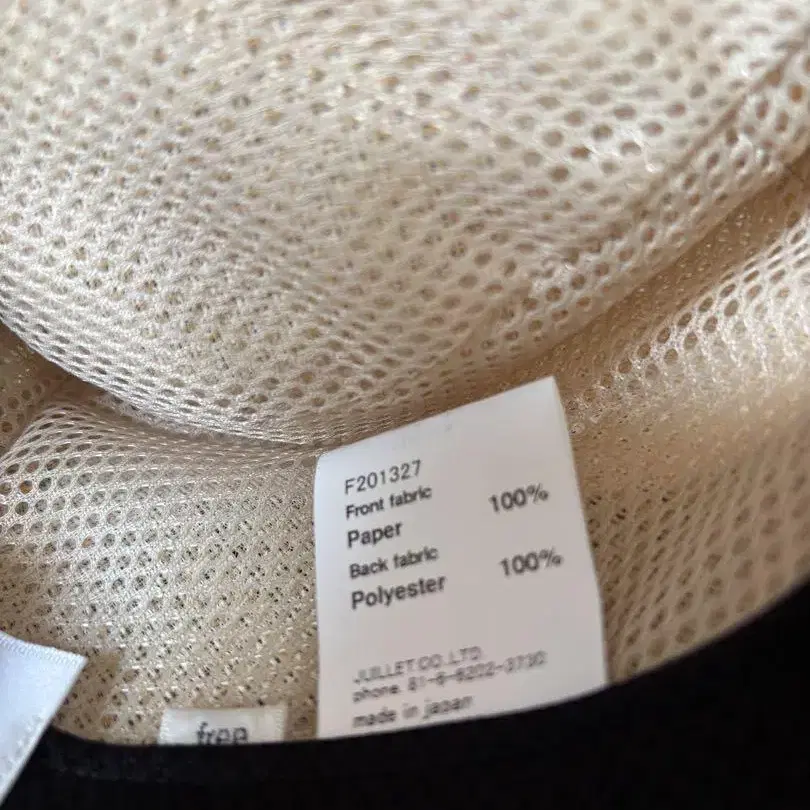 F201327
Front fabric
Paper 100%
Back fabric
Polyester 100%
JUILLET.CO.,LTD.
phone. 81-6-6202-3730
made in japan
free